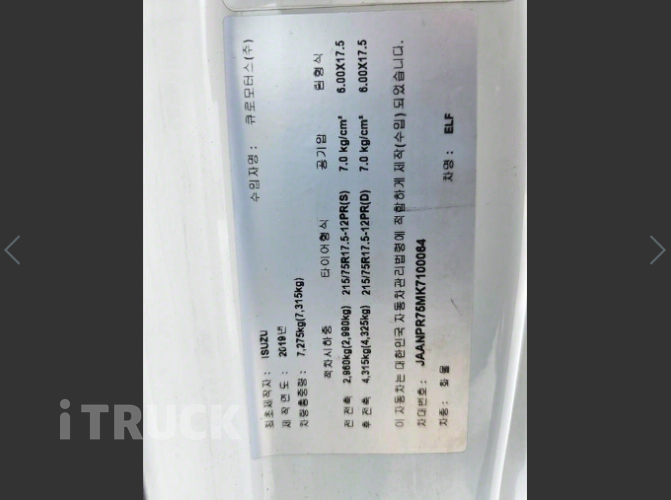 최초제작자 : ISUZU 수입자명 : 큐로모터스(주)
제작연도 : 2019년
차량총중량 : 7,275kg(7,315kg)
적차시하중 타이어형식 공기압 림형식
전 전축 2,960kg(2,990kg) 215/75R17.5-12PR(S) 7.0 kg/cm² 6.00X17.5
후 전축 4,315kg(4,325kg) 215/75R17.5-12PR(D) 7.0 kg/cm² 6.00X17.5
이 자동차는 대한민국 자동차관리법령에 적합하게 제작(수입) 되었습니다.
차대번호 : JAANPR75MK7100064
차종 : 화물 차명 : ELF
iTRUCK